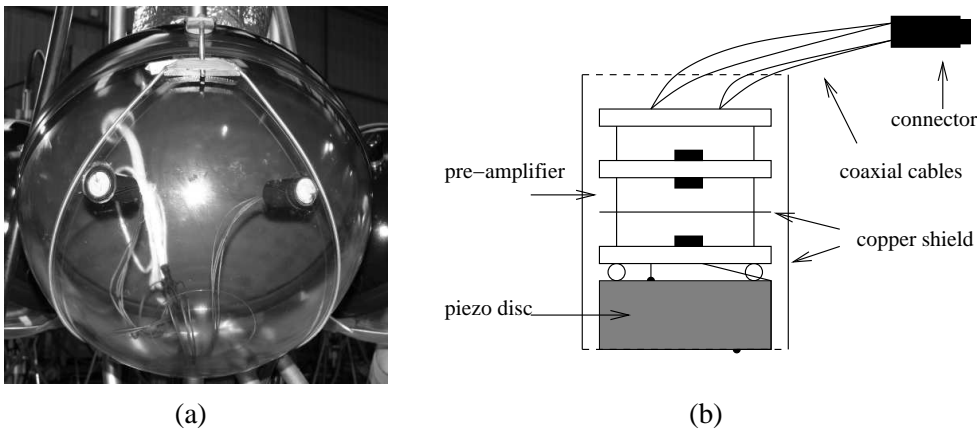 connector
coaxial cables
pre−amplifier
copper shield
piezo disc
(a)
(b)